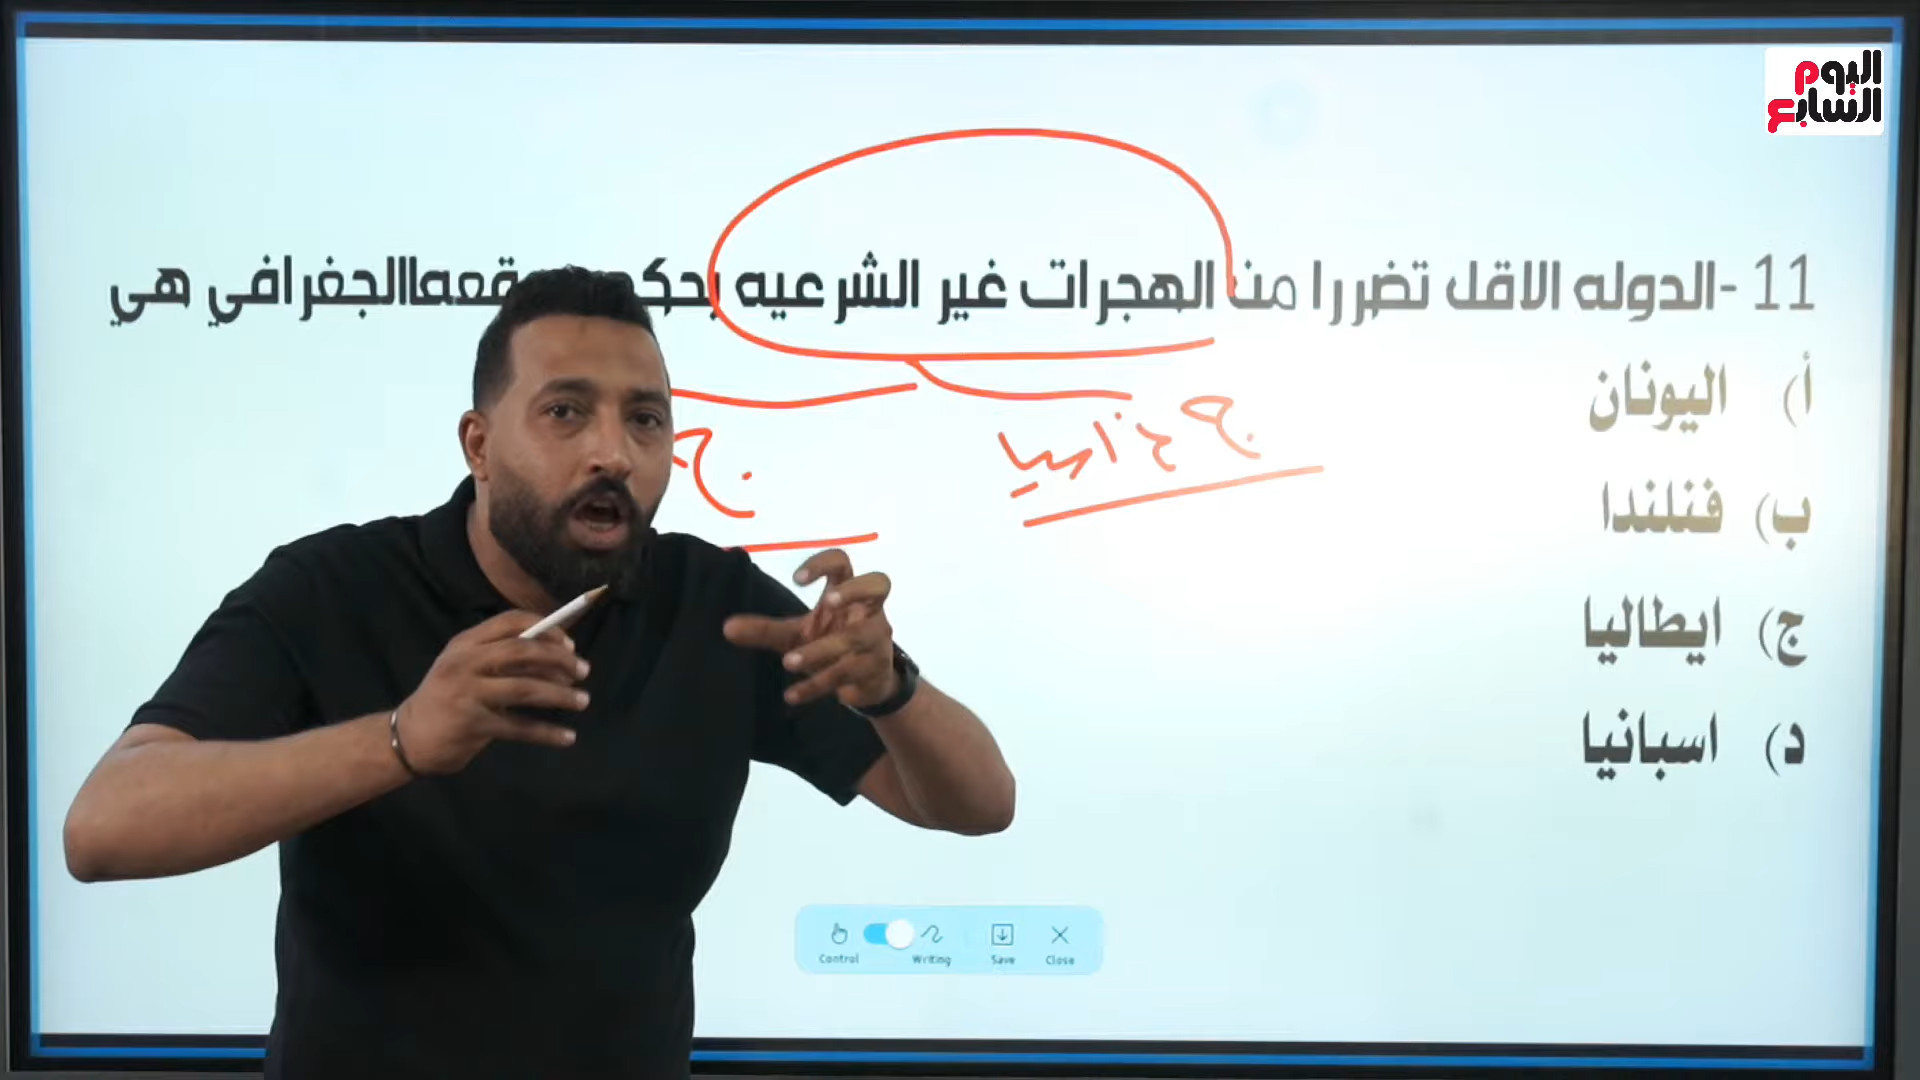 اليوم
السابع
11 -الدوله الاقل تضررا من الهجرات غير الشرعيه الجغرافي هي
أ) اليونان
ب) فنلندا
ج) ايطاليا
د) اسبانيا
ج غ اسيا
ج
Control Writing Save Close